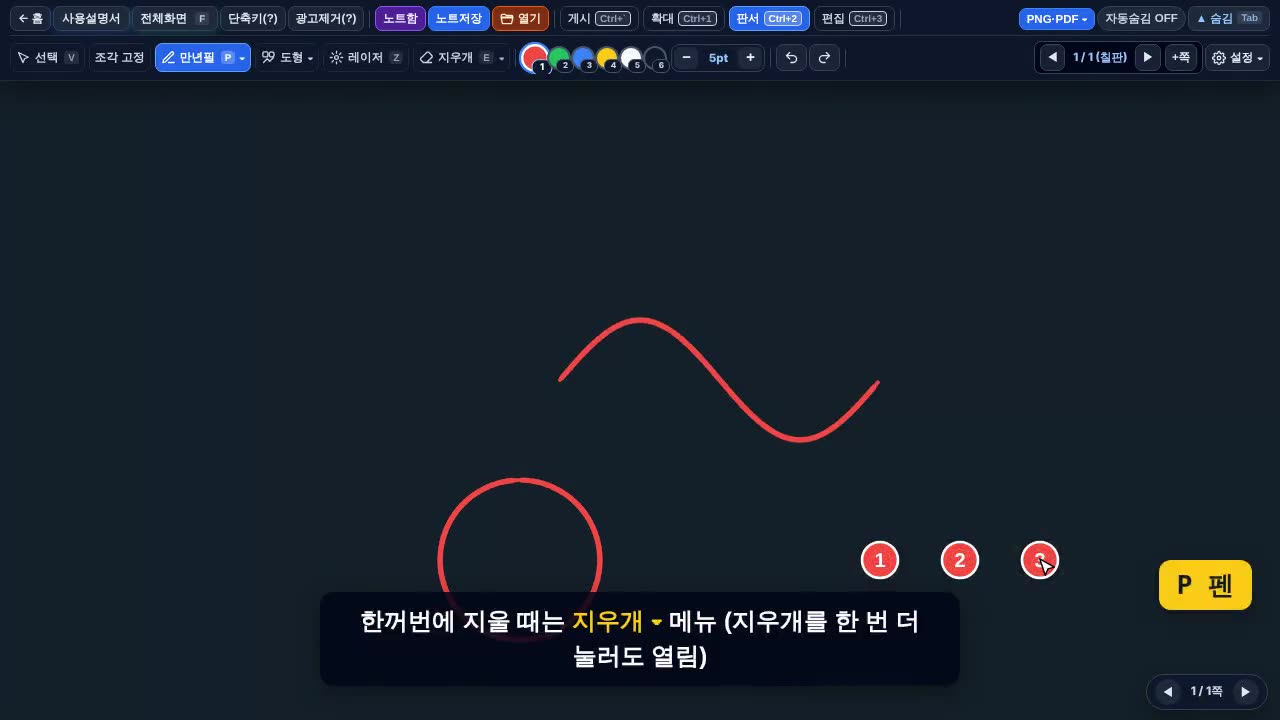 ← 홈 사용설명서 전체화면 F 단축키(?) 광고제거(?) 노트함 노트저장 열기 게시 Ctrl+` 확대 Ctrl+1 판서 Ctrl+2 편집 Ctrl+3 PNG·PDF 자동숨김 OFF ▲ 숨김 Tab
선택 V 조각 고정 만년필 P 도형 레이저 Z 지우개 E 1 2 3 4 5 6 − 5pt + ◀ 1/1(칠판) ▶ +쪽 설정
1 2 3
P 펜
한꺼번에 지울 때는 지우개 메뉴 (지우개를 한 번 더
눌러도 열림)
◀ 1/1쪽 ▶